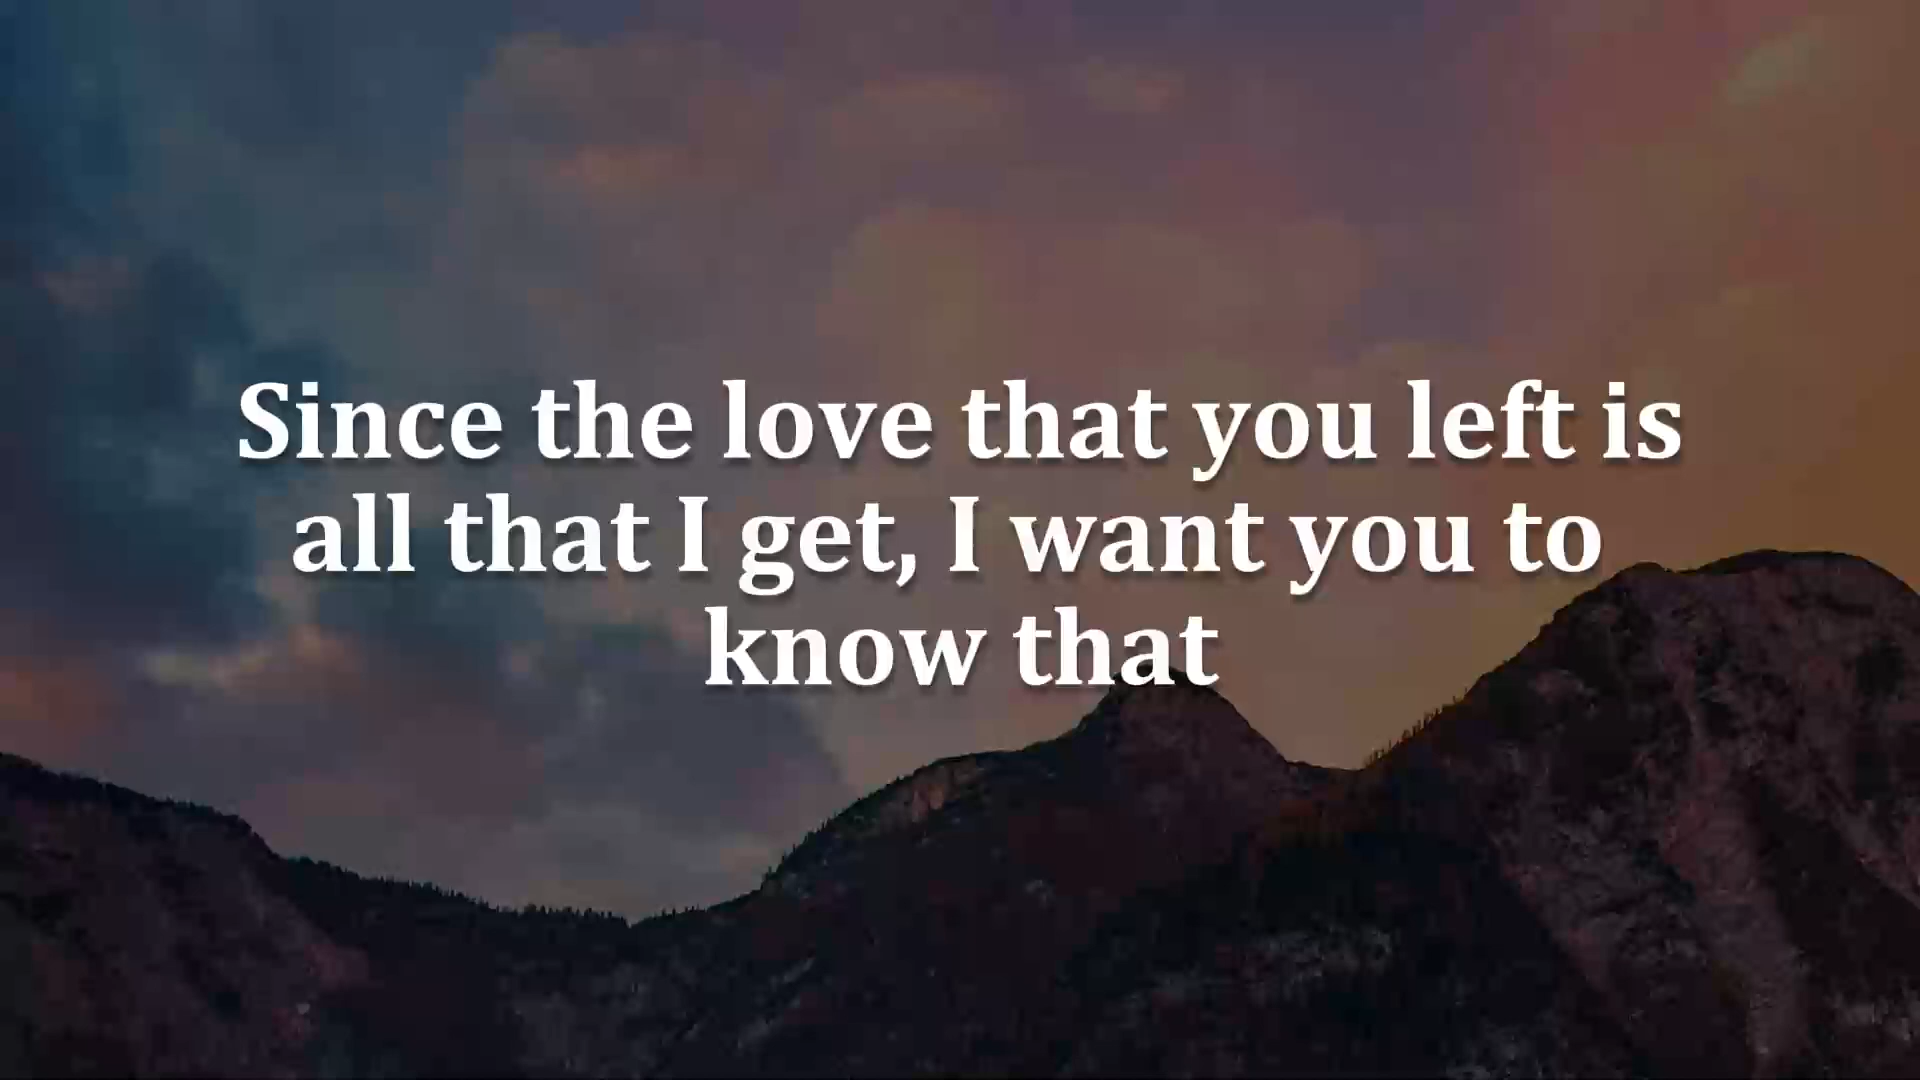 Since the love that you left is
all that I get, I want you to
know that